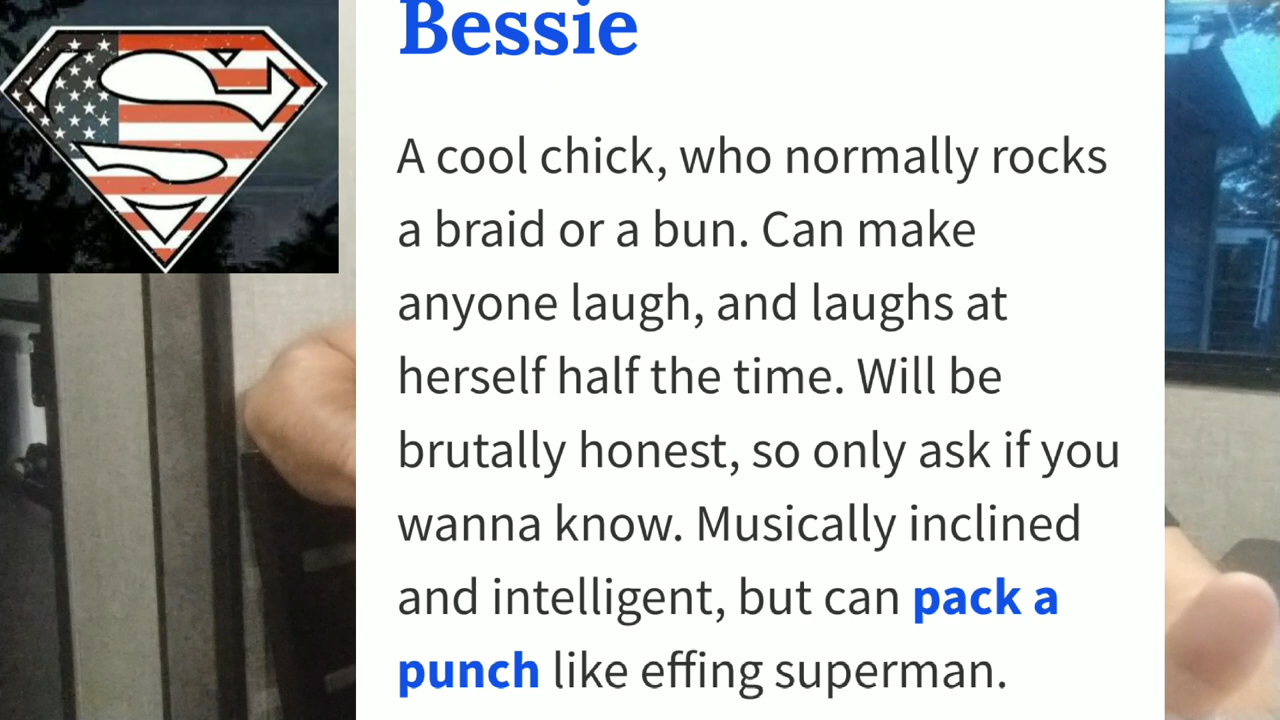 Bessie
A cool chick, who normally rocks
a braid or a bun. Can make
anyone laugh, and laughs at
herself half the time. Will be
brutally honest, so only ask if you
wanna know. Musically inclined
and intelligent, but can pack a
punch like effing superman.